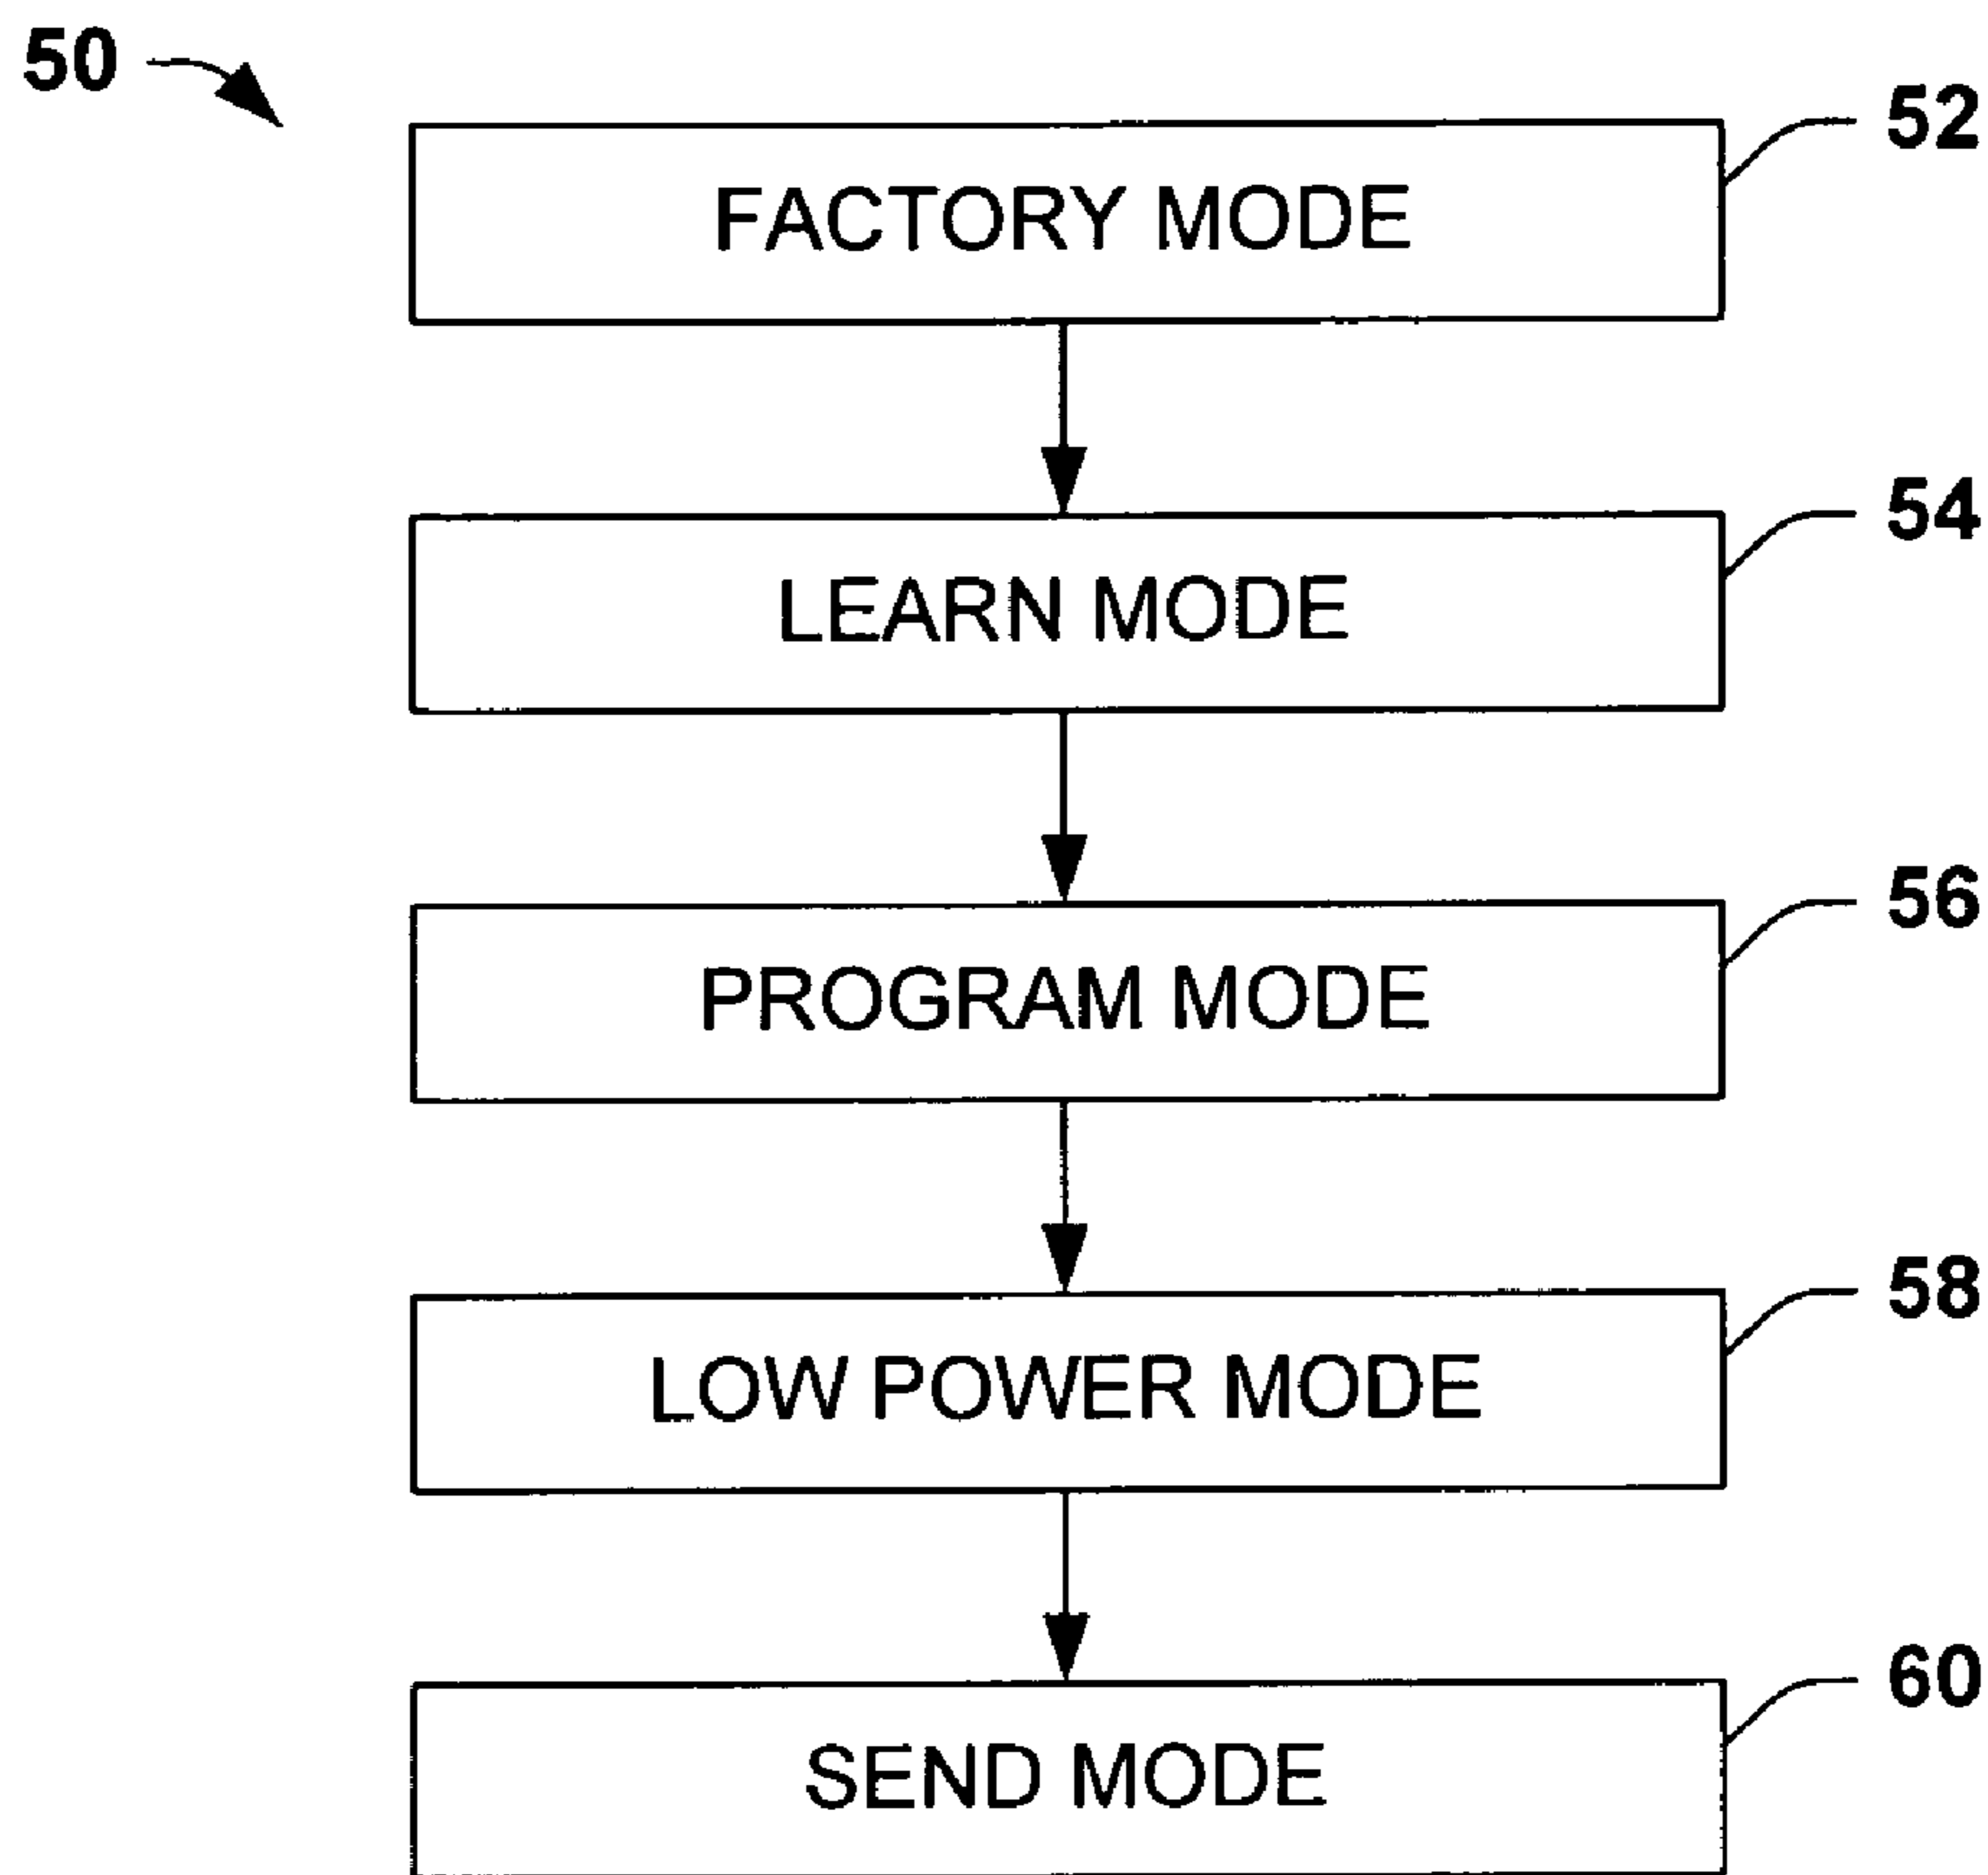 50
52
FACTORY MODE
54
LEARN MODE
56
PROGRAM MODE
58
LOW POWER MODE
60
SEND MODE